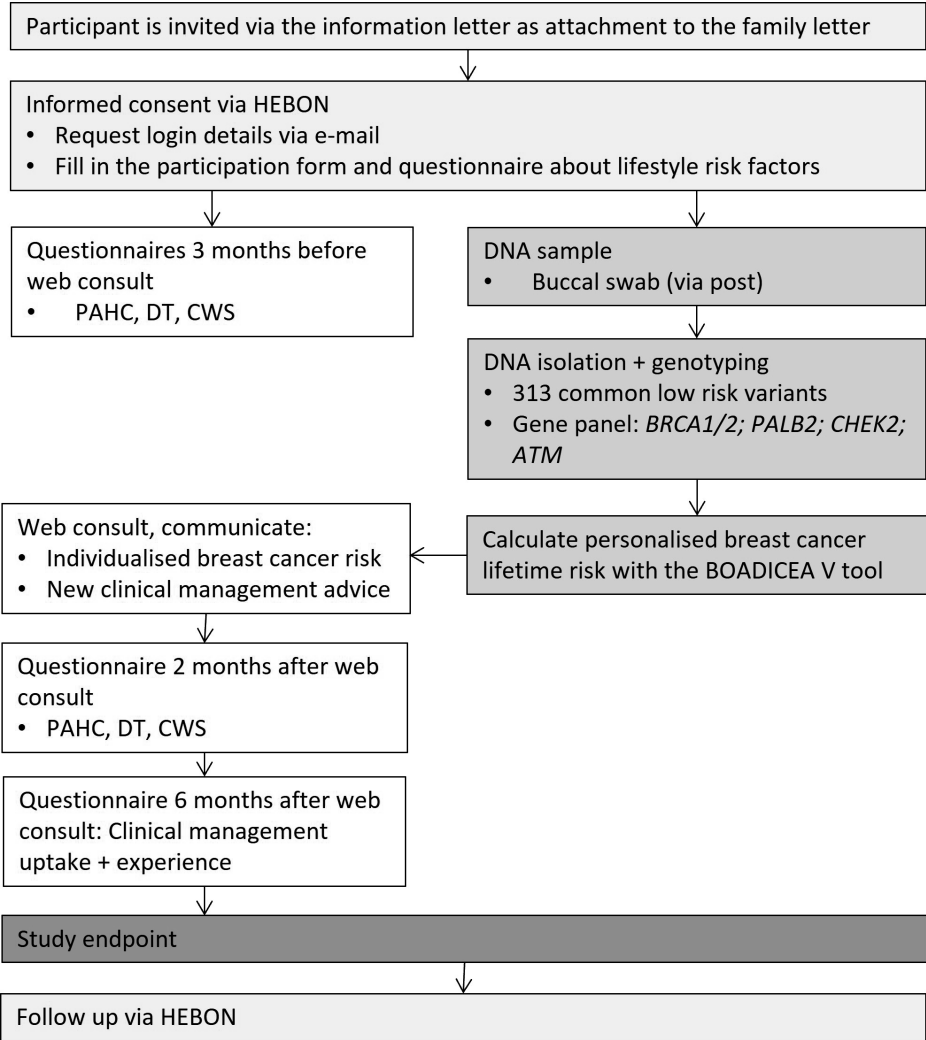 Participant is invited via the information letter as attachment to the family letter
Informed consent via HEBON
• Request login details via e-mail
• Fill in the participation form and questionnaire about lifestyle risk factors
Questionnaires 3 months before
web consult
• PAHC, DT, CWS
DNA sample
• Buccal swab (via post)
DNA isolation + genotyping
• 313 common low risk variants
• Gene panel: BRCA1/2; PALB2; CHEK2;
ATM
Calculate personalised breast cancer
lifetime risk with the BOADICEA V tool
Web consult, communicate:
• Individualised breast cancer risk
• New clinical management advice
Questionnaire 2 months after web
consult
• PAHC, DT, CWS
Questionnaire 6 months after web
consult: Clinical management
uptake + experience
Study endpoint
Follow up via HEBON